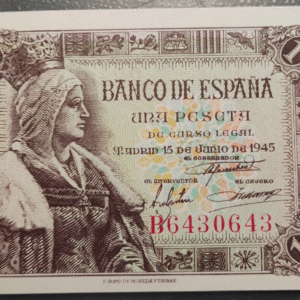 BANCO DE ESPAÑA
UNA PESETA
DE CURSO LEGAL
MADRID 15 DE JUNIO DE 1945
EL GOBERNADOR
EL INTERVENTOR
EL CAJERO
B6430643
1